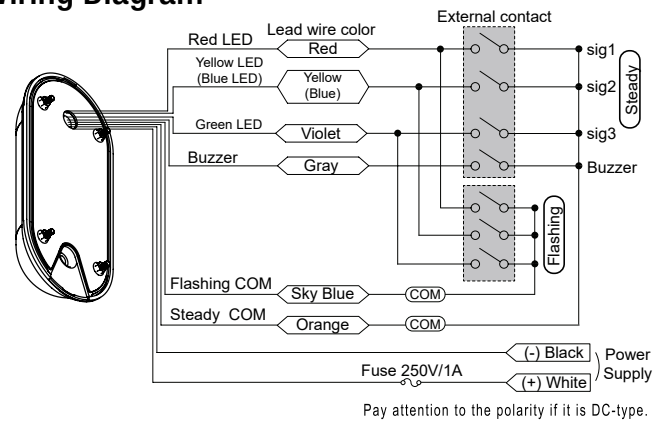 Wiring Diagram
External contact
Lead wire color
Red LED
Red
sig1
Yellow LED
(Blue LED)
Yellow
(Blue)
sig2
Steady
Green LED
Violet
sig3
Buzzer
Gray
Buzzer
Flashing
Flashing COM
Sky Blue
COM
Steady COM
Orange
COM
(-) Black
Power
Supply
Fuse 250V/1A
(+) White
Pay attention to the polarity if it is DC-type.